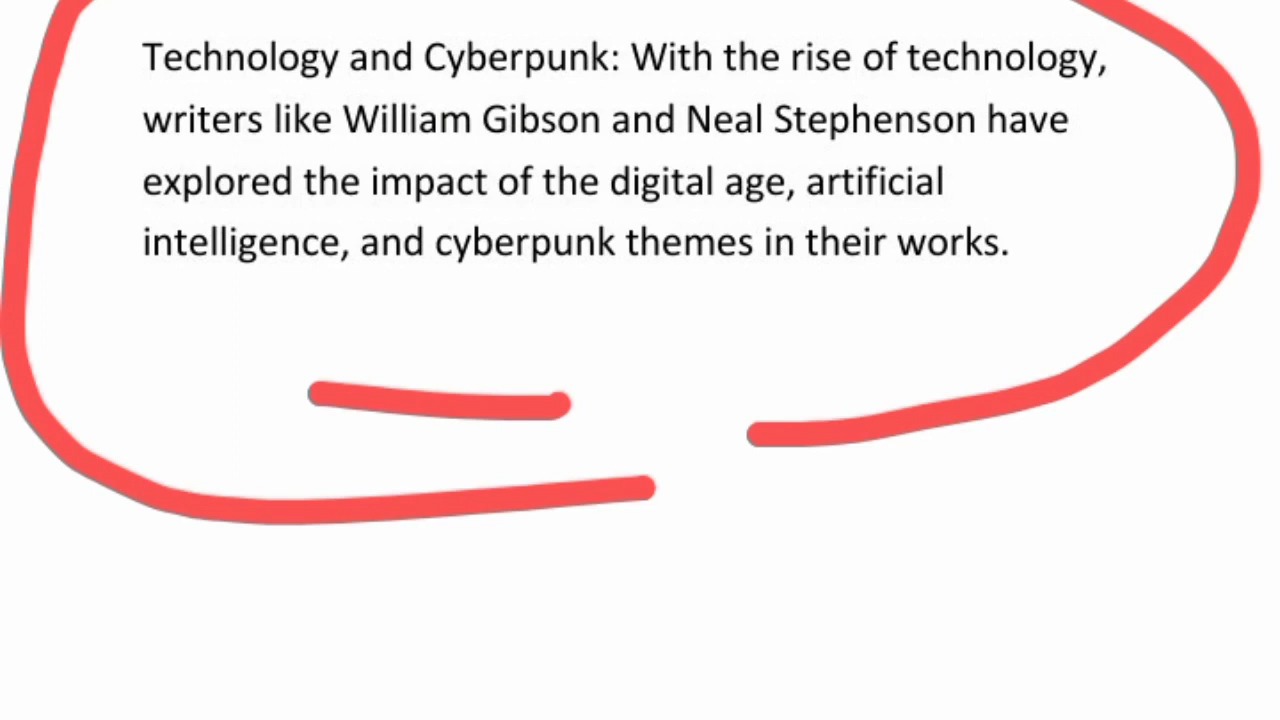 Technology and Cyberpunk: With the rise of technology,
writers like William Gibson and Neal Stephenson have
explored the impact of the digital age, artificial
intelligence, and cyberpunk themes in their works.